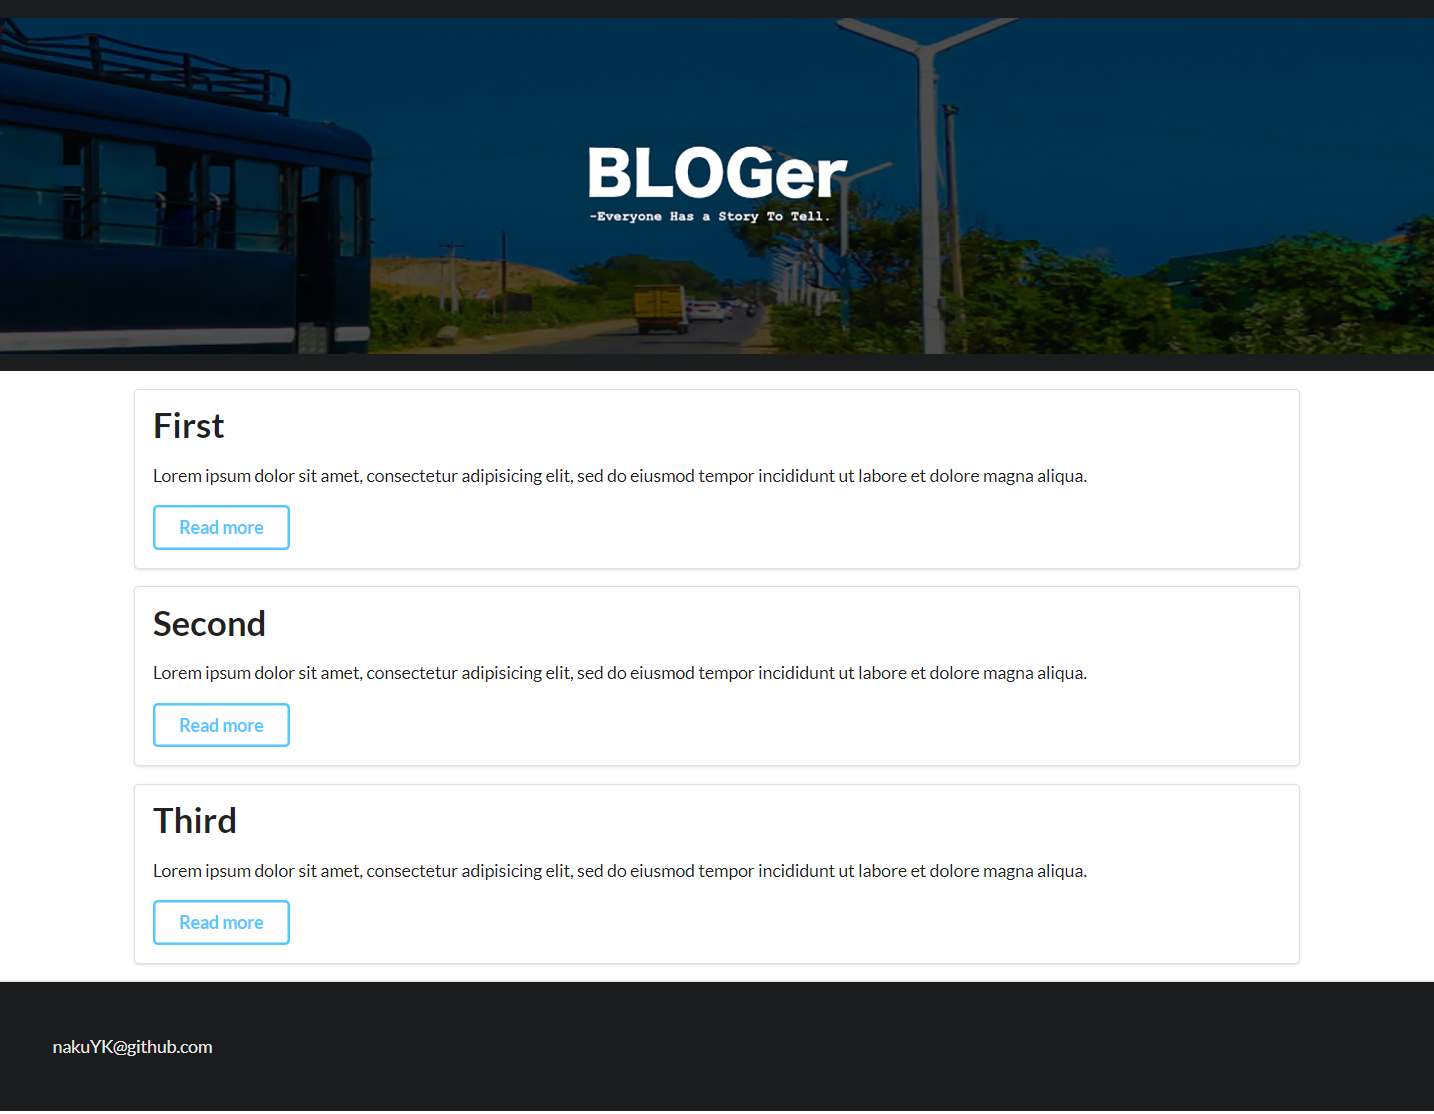 BLOGer
-Everyone Has a Story To Tell.
First
Lorem ipsum dolor sit amet, consectetur adipisicing elit, sed do eiusmod tempor incididunt ut labore et dolore magna aliqua.
Read more
Second
Lorem ipsum dolor sit amet, consectetur adipisicing elit, sed do eiusmod tempor incididunt ut labore et dolore magna aliqua.
Read more
Third
Lorem ipsum dolor sit amet, consectetur adipisicing elit, sed do eiusmod tempor incididunt ut labore et dolore magna aliqua.
Read more
nakuYK@github.com